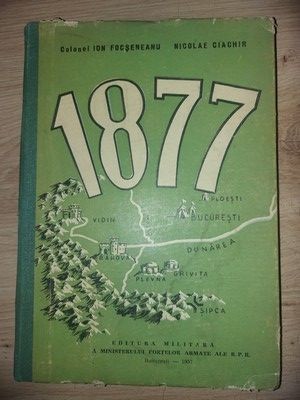 Colonel ION FOCȘENEANU NICOLAE CIACHIR
1877
PLOEȘTI
VIDIN
BUCUREȘTI
DUNĂREA
RAHOVA
PLEVNA GRIVIȚA
ȘIPCA
EDITURA MILITARĂ
A MINISTERULUI FORȚELOR ARMATE ALE R.P.R.
București — 1957